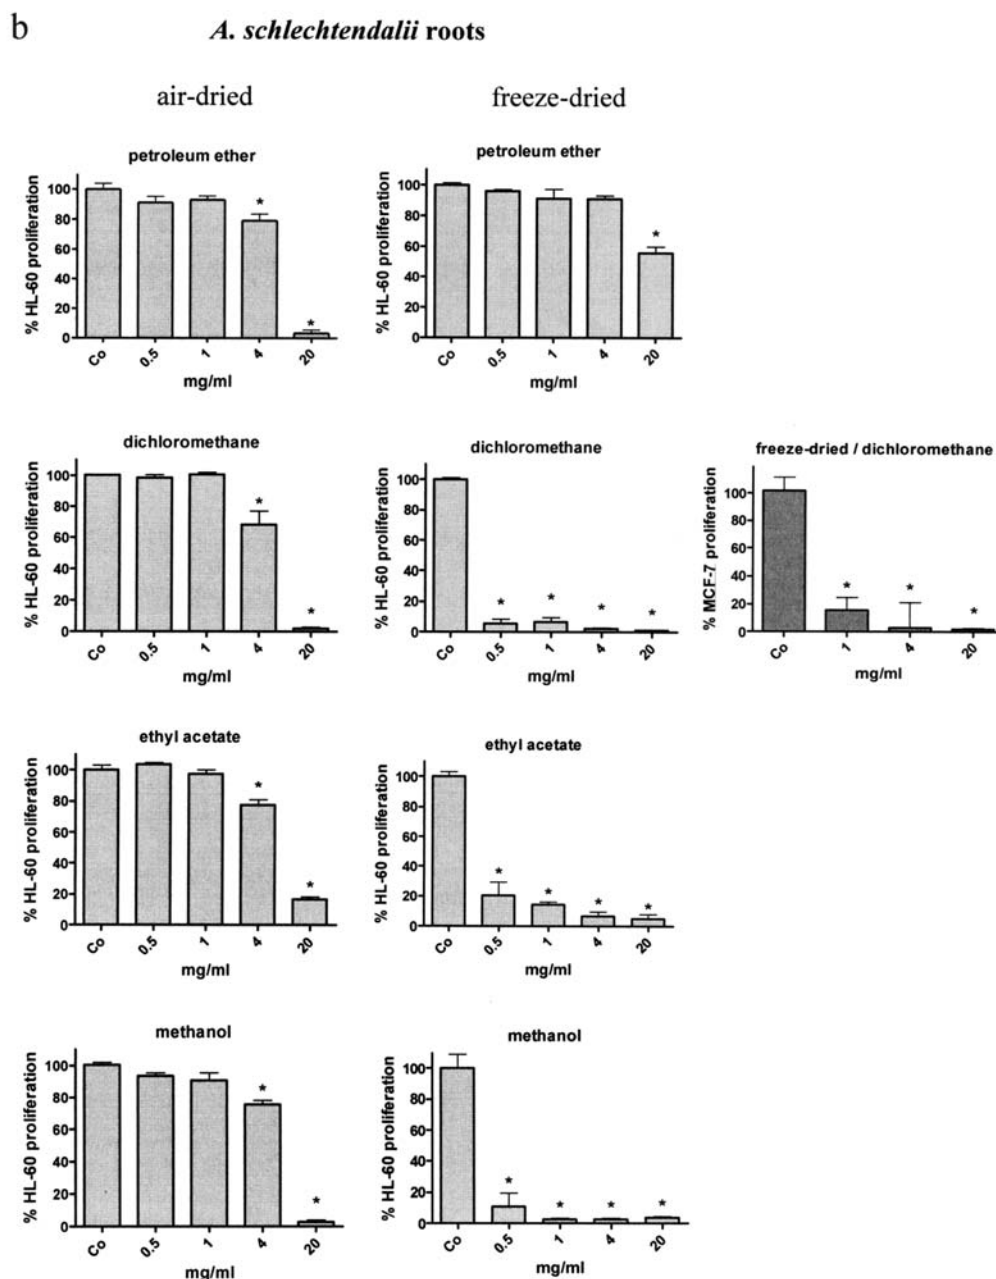 b
A. schlechtendalii roots
air-dried
freeze-dried
petroleum ether
% HL-60 proliferation
100
80
60
40
20
0
Co
0.5
1
4
20
*
*
mg/ml
petroleum ether
% HL-60 proliferation
100
80
60
40
20
0
Co
0.5
1
4
20
*
mg/ml
dichloromethane
% HL-60 proliferation
100
80
60
40
20
0
Co
0.5
1
4
20
*
*
mg/ml
dichloromethane
% HL-60 proliferation
100
80
60
40
20
0
Co
0.5
1
4
20
*
*
*
*
mg/ml
freeze-dried / dichloromethane
% MCF-7 proliferation
100
80
60
40
20
0
Co
1
4
20
*
*
*
mg/ml
ethyl acetate
% HL-60 proliferation
100
80
60
40
20
0
Co
0.5
1
4
20
*
*
mg/ml
ethyl acetate
% HL-60 proliferation
100
80
60
40
20
0
Co
0.5
1
4
20
*
*
*
*
mg/ml
methanol
% HL-60 proliferation
100
80
60
40
20
0
Co
0.5
1
4
20
*
*
mg/ml
methanol
% HL-60 proliferation
100
80
60
40
20
0
Co
0.5
1
4
20
*
*
*
*
mg/ml